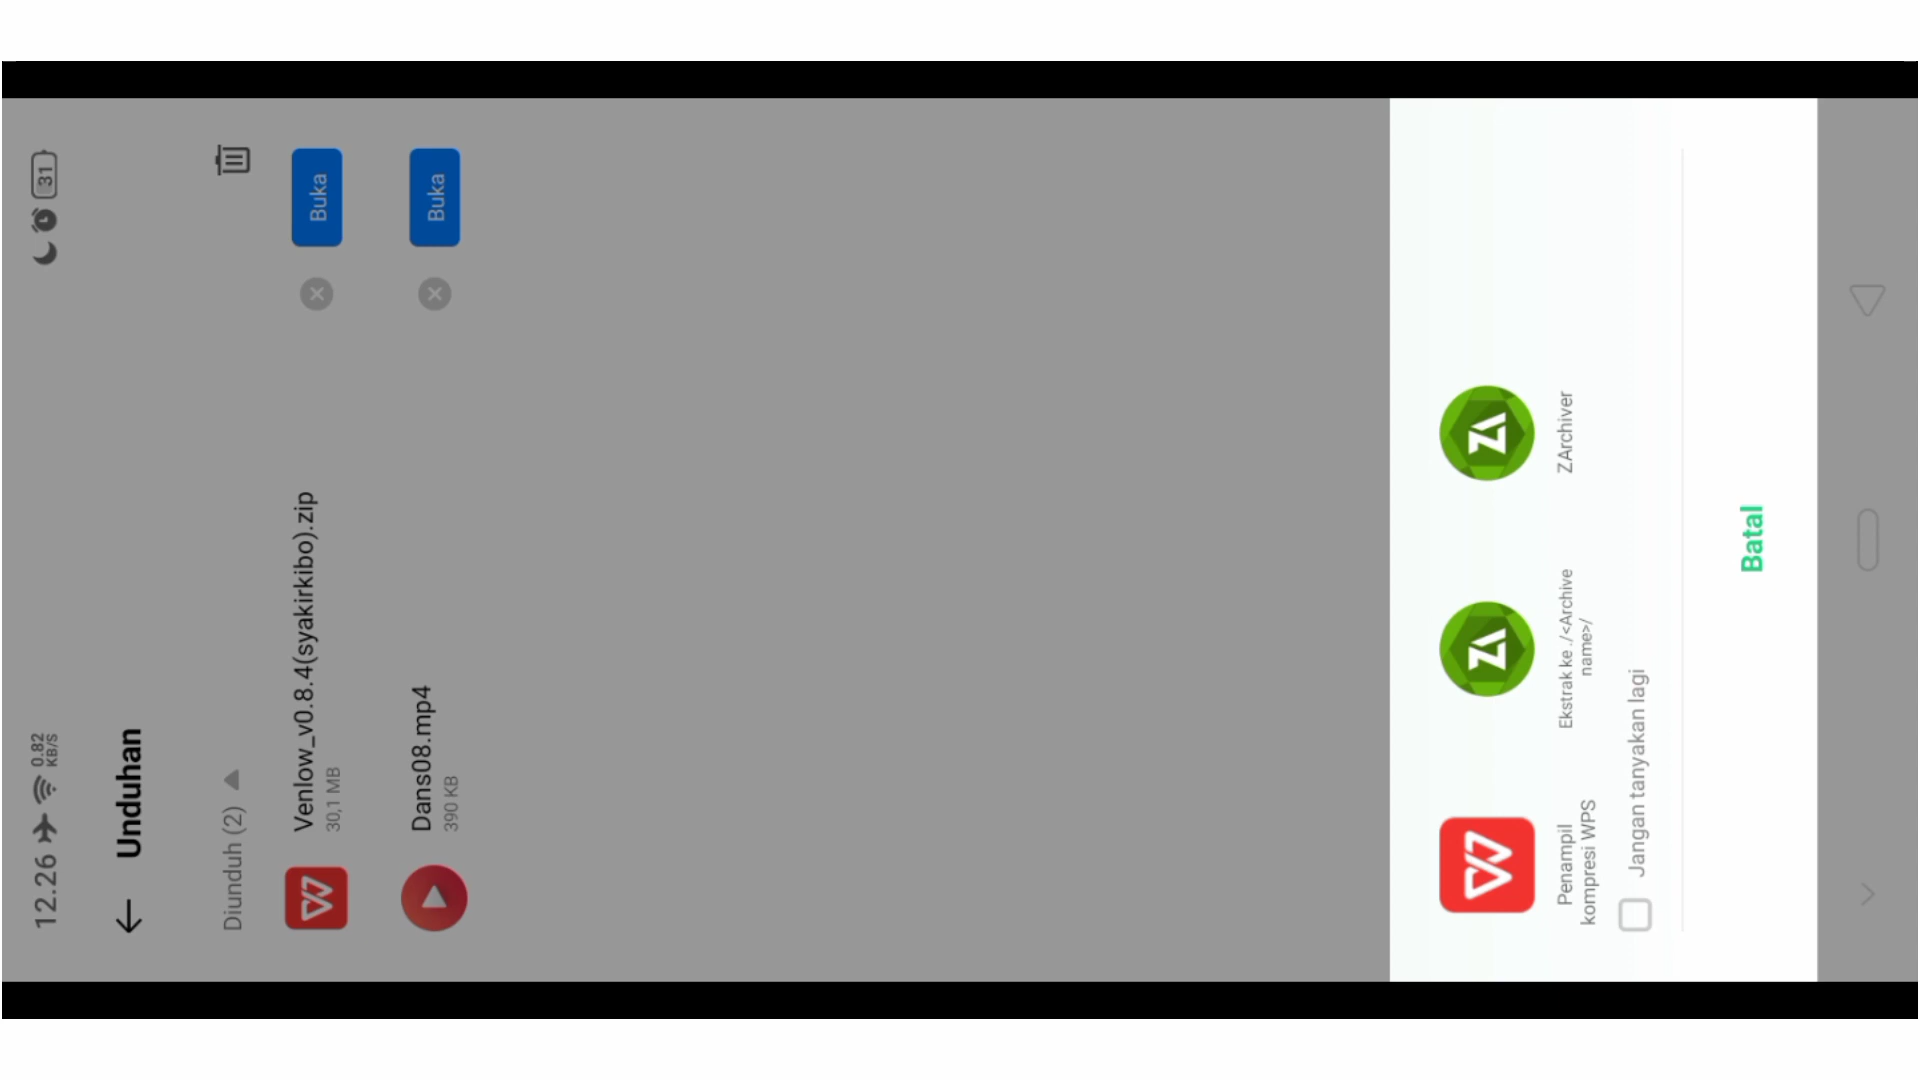 12.26
0.82
KB/S
31
Unduhan
Diunduh (2)
Venlow_v0.8.4(syakirkibo).zip
30,1 MB
Buka
Dans08.mp4
390 KB
Buka
Penampil
kompresi WPS
Ekstrak ke ./<Archive
name>/
ZArchiver
Jangan tanyakan lagi
Batal